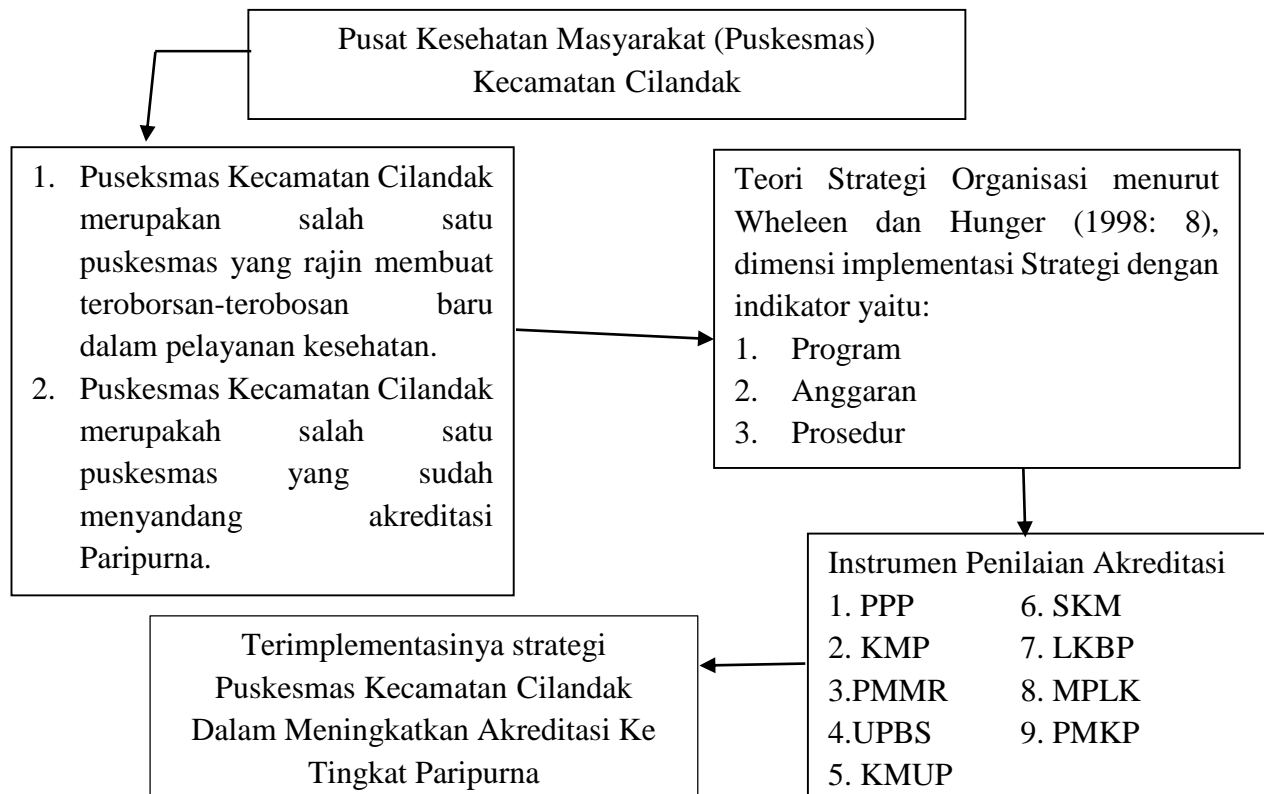 Pusat Kesehatan Masyarakat (Puskesmas)
Kecamatan Cilandak
1. Puseksmas Kecamatan Cilandak
merupakan salah satu
puskesmas yang rajin membuat
teroborsan-terobosan baru
dalam pelayanan kesehatan.
2. Puskesmas Kecamatan Cilandak
merupakah salah satu
puskesmas yang sudah
menyandang akreditasi
Paripurna.
Teori Strategi Organisasi menurut
Wheleen dan Hunger (1998: 8),
dimensi implementasi Strategi dengan
indikator yaitu:
1. Program
2. Anggaran
3. Prosedur
Instrumen Penilaian Akreditasi
1. PPP 6. SKM
2. KMP 7. LKBP
3.PMMR 8. MPLK
4.UPBS 9. PMKP
5. KMUP
Terimplementasinya strategi
Puskesmas Kecamatan Cilandak
Dalam Meningkatkan Akreditasi Ke
Tingkat Paripurna